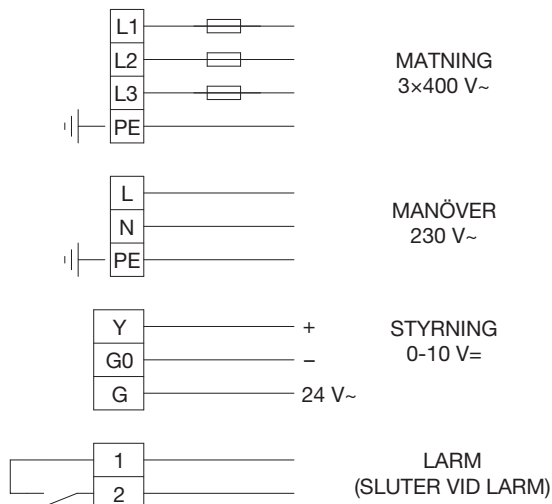 L1
L2
L3
PE
MATNING
3×400 V~
L
N
PE
MANÖVER
230 V~
Y +
G0 –
G 24 V~
STYRNING
0-10 V=
1
2
LARM
(SLUTER VID LARM)